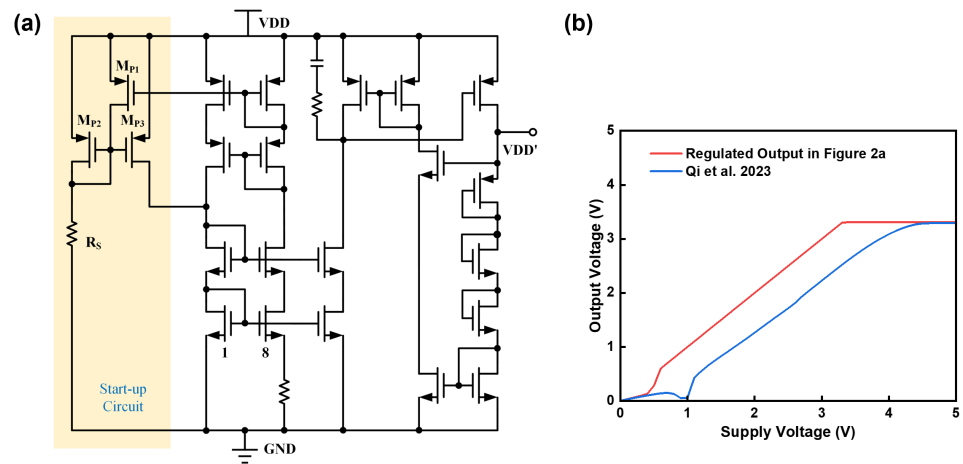 (a)
VDD
MP1
MP2
MP3
VDD'
RS
1
8
Start-up
Circuit
GND
(b)
5
4
3
2
1
0
Output Voltage (V)
Regulated Output in Figure 2a
Qi et al. 2023
0
1
2
3
4
5
Supply Voltage (V)